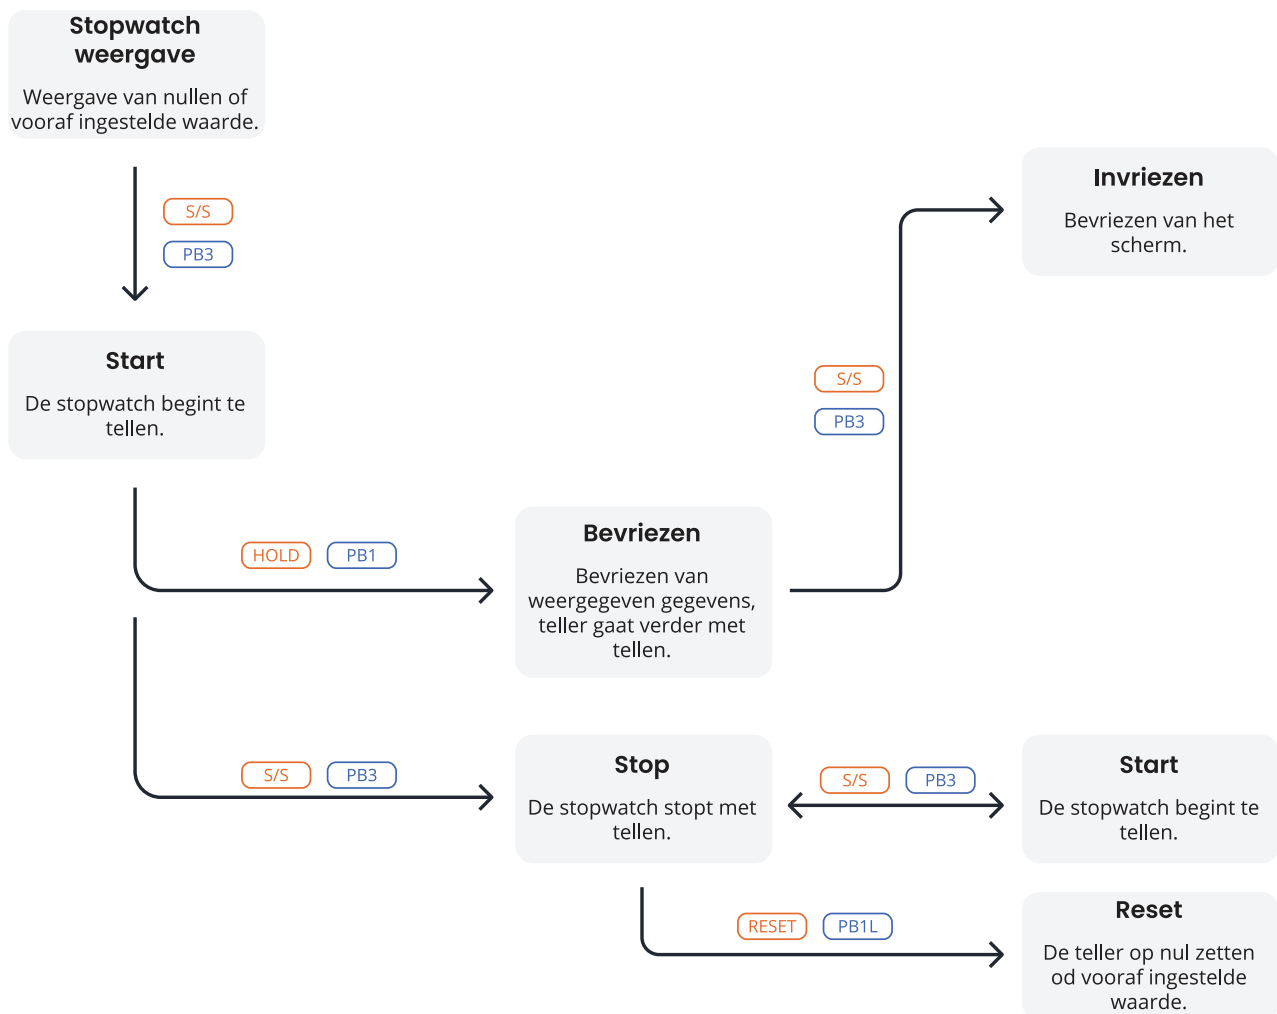 Stopwatch
weergave
Weergave van nullen of
vooraf ingestelde waarde.
S/S
PB3
Start
De stopwatch begint te
tellen.
HOLD PB1
Bevriezen
Bevriezen van
weergegeven gegevens,
teller gaat verder met
tellen.
S/S
PB3
Invriezen
Bevriezen van het
scherm.
S/S PB3
Stop
De stopwatch stopt met
tellen.
S/S PB3
Start
De stopwatch begint te
tellen.
RESET PB1L
Reset
De teller op nul zetten
od vooraf ingestelde
waarde.